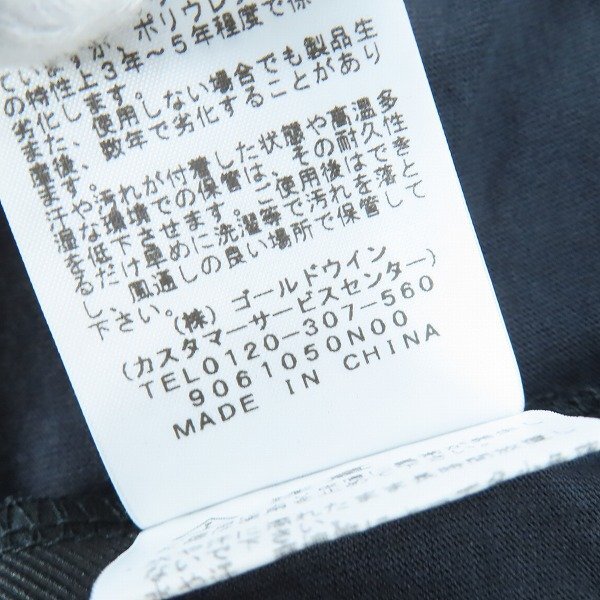 ていますが、ポリウレ
の特性上3年～5年程度で
劣化します。
また、使用しない場合でも製品生
産後、数年で劣化することがあり
ます。
汗や汚れが付着した状態や高温多
湿な環境での保管は、その耐久性
を低下させます。ご使用後はでき
るだけ早めに洗濯等で汚れを落と
し、風通しの良い場所で保管して
下さい。
(株) ゴールドウイン
(カスタマーサービスセンター)
TEL0120-307-560
9061050N00
MADE IN CHINA